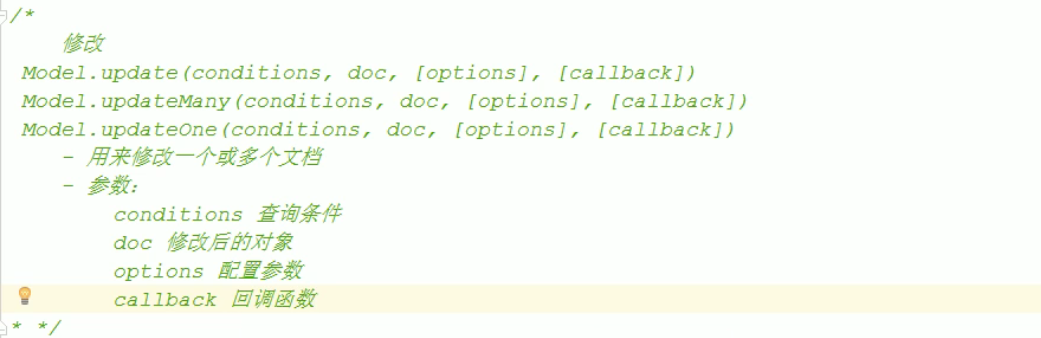 /*
修改
Model.update(conditions, doc, [options], [callback])
Model.updateMany(conditions, doc, [options], [callback])
Model.updateOne(conditions, doc, [options], [callback])
- 用来修改一个或多个文档
- 参数：
conditions 查询条件
doc 修改后的对象
options 配置参数
callback 回调函数
* */